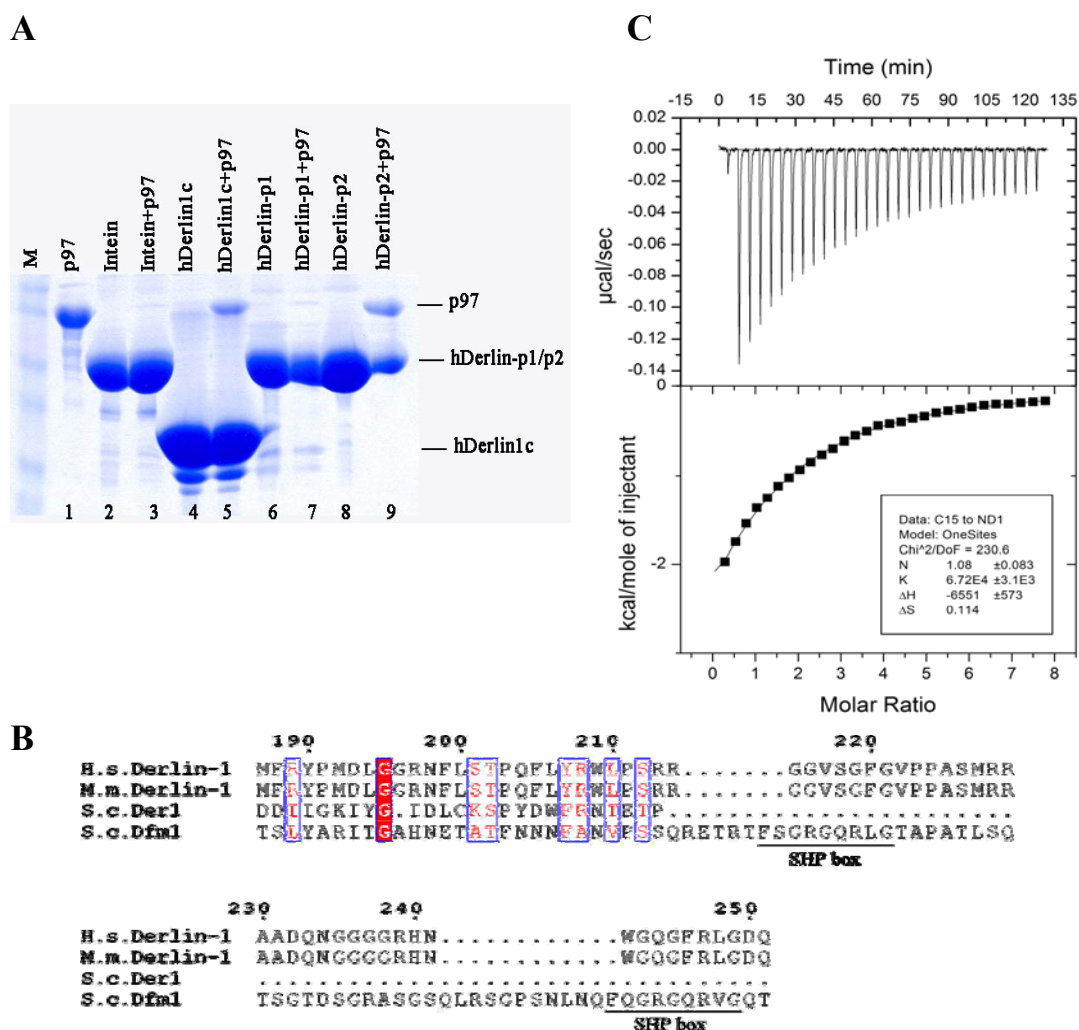 A
M
p97
Intein
Intein+p97
hDerlin1c
hDerlin1c+p97
hDerlin-p1
hDerlin-p1+p97
hDerlin-p2
hDerlin-p2+p97
p97
hDerlin-p1/p2
hDerlin1c
1 2 3 4 5 6 7 8 9
C
Time (min)
-15 0 15 30 45 60 75 90 105 120 135
0.02
0.00
-0.02
-0.04
-0.06
-0.08
-0.10
-0.12
-0.14
µcal/sec
0
-2
kcal/mole of injectant
Data: C15 to ND1
Model: OneSites
Chi^2/DoF = 230.6
N 1.08 ±0.083
K 6.72E4 ±3.1E3
ΔH -6551 ±573
ΔS 0.114
0 1 2 3 4 5 6 7 8
Molar Ratio
B
190 200 210 220
H.s.Derlin-1 MFRYPMDLGGRNFLSTPQFLYRWLPSRR.......GGVSGFGVPPASMRR
M.m.Derlin-1 MFRYPMDLGGRNFLSTPQFLYRWLPSRR.......GGVSGFGVPPASMRR
S.c.Der1 DDIIGKIYG.IDLCKSPYDWFRNTETP.......................
S.c.Dfm1 TSLYARITGAHNETATFNNNFANVPSSQRETRTFSGRGQRLGTAPATLSQ
SHP box
230 240 250
H.s.Derlin-1 AADQNGGGGRHN............WGQGFRLGDQ
M.m.Derlin-1 AADQNGGGGRHN............WGQGFRLGDQ
S.c.Der1 ..................................
S.c.Dfm1 TSGTDSGRASGSQLRSGPSNLNQFQGRGQRVGQT
SHP box